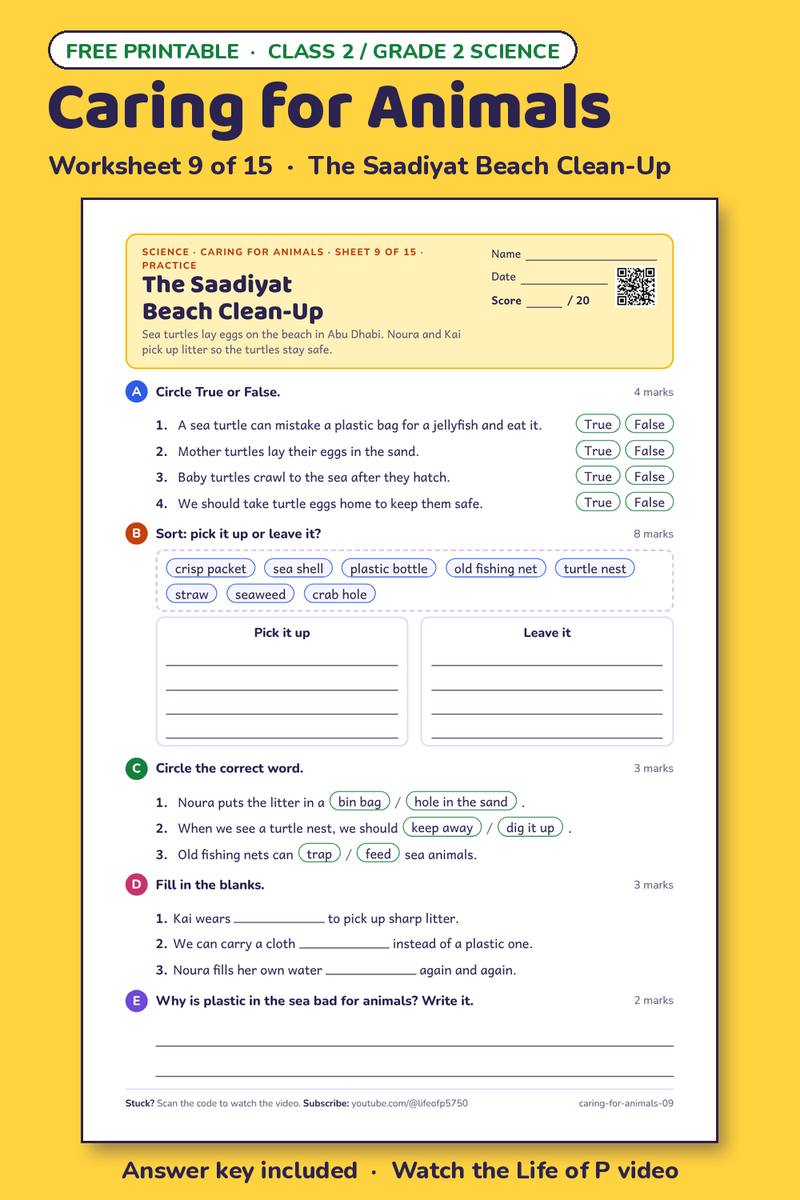 FREE PRINTABLE · CLASS 2 / GRADE 2 SCIENCE
Caring for Animals
Worksheet 9 of 15 · The Saadiyat Beach Clean-Up
SCIENCE · CARING FOR ANIMALS · SHEET 9 OF 15 ·
PRACTICE
The Saadiyat
Beach Clean-Up
Sea turtles lay eggs on the beach in Abu Dhabi. Noura and Kai
pick up litter so the turtles stay safe.
Name
Date
Score / 20
A Circle True or False. 4 marks
1. A sea turtle can mistake a plastic bag for a jellyfish and eat it. True False
2. Mother turtles lay their eggs in the sand. True False
3. Baby turtles crawl to the sea after they hatch. True False
4. We should take turtle eggs home to keep them safe. True False
B Sort: pick it up or leave it? 8 marks
crisp packet sea shell plastic bottle old fishing net turtle nest
straw seaweed crab hole
Pick it up Leave it
C Circle the correct word. 3 marks
1. Noura puts the litter in a bin bag / hole in the sand .
2. When we see a turtle nest, we should keep away / dig it up .
3. Old fishing nets can trap / feed sea animals.
D Fill in the blanks. 3 marks
1. Kai wears ____________ to pick up sharp litter.
2. We can carry a cloth ____________ instead of a plastic one.
3. Noura fills her own water ____________ again and again.
E Why is plastic in the sea bad for animals? Write it. 2 marks
Stuck? Scan the code to watch the video. Subscribe: youtube.com/@lifeofp5750 caring-for-animals-09
Answer key included · Watch the Life of P video